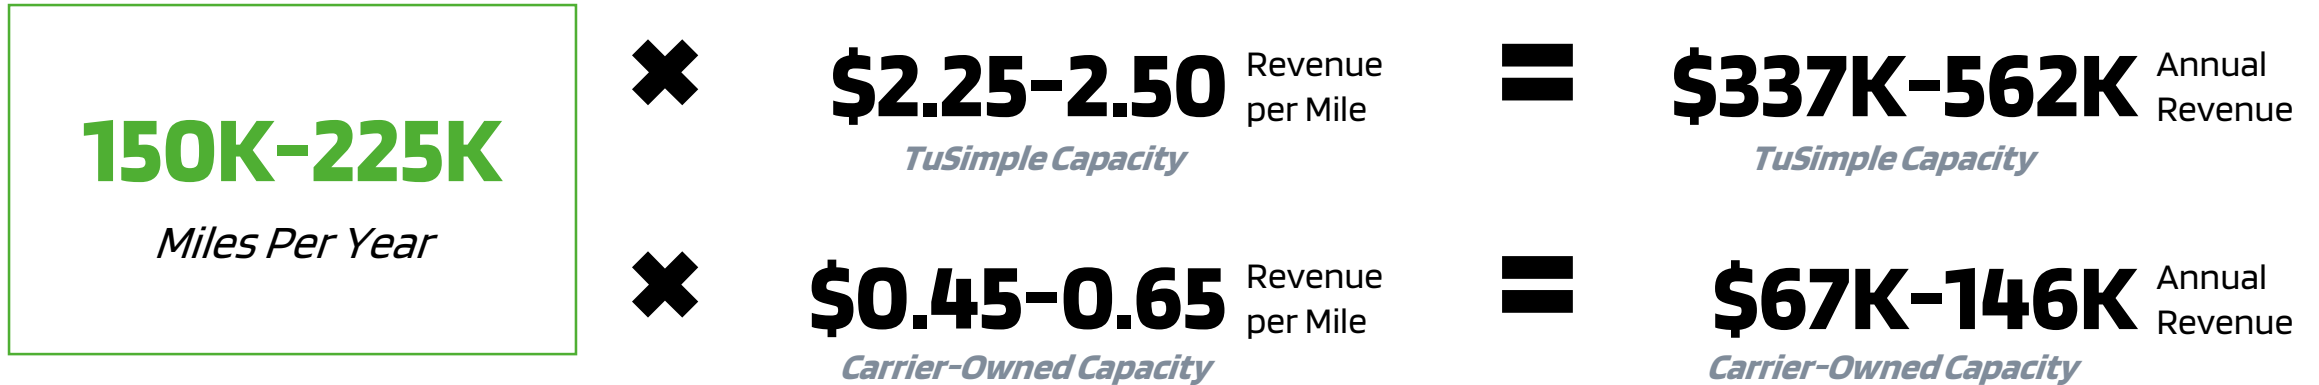 150K-225K
Miles Per Year
✖
$2.25-2.50
Revenue
per Mile
TuSimple Capacity
=
$337K-562K
Annual
Revenue
TuSimple Capacity
✖
$0.45-0.65
Revenue
per Mile
Carrier-Owned Capacity
=
$67K-146K
Annual
Revenue
Carrier-Owned Capacity